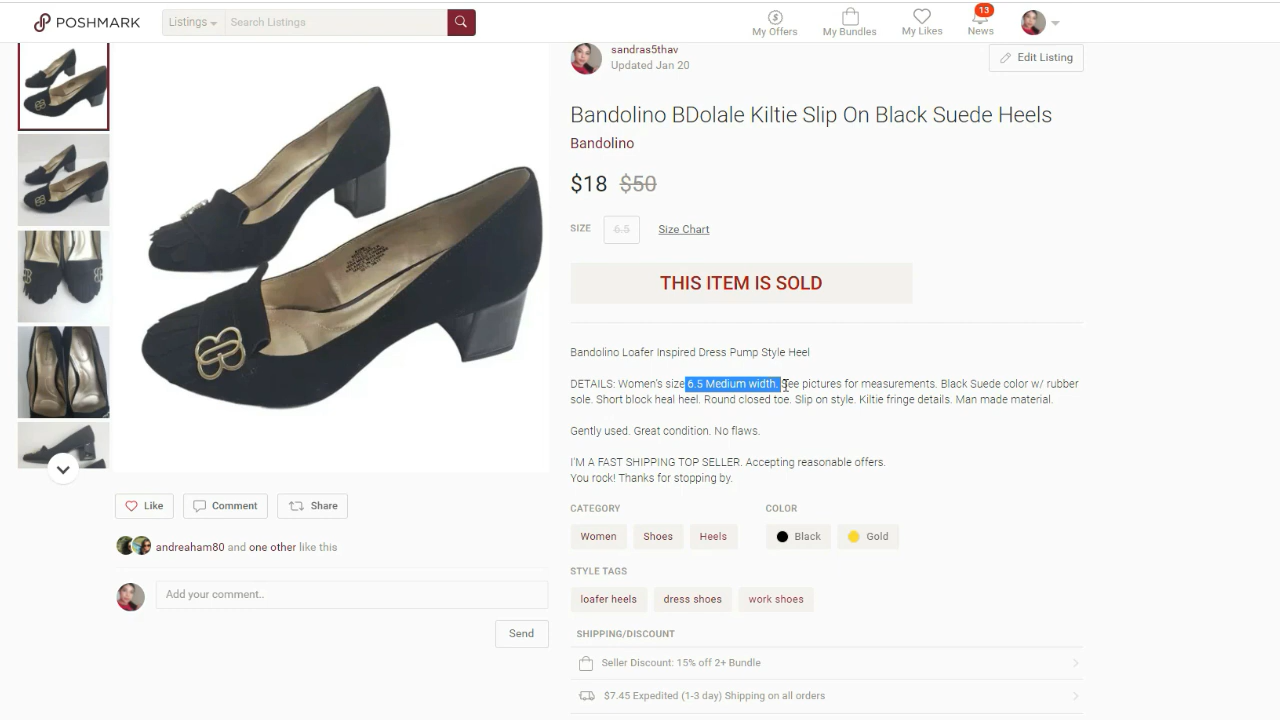 POSHMARK
Listings
Search Listings
My Offers
My Bundles
My Likes
13
News
sandras5thav
Updated Jan 20
Edit Listing
Bandolino BDolale Kiltie Slip On Black Suede Heels
Bandolino
$18 $50
SIZE
6.5
Size Chart
THIS ITEM IS SOLD
Bandolino Loafer Inspired Dress Pump Style Heel
DETAILS: Women's size 6.5 Medium width. See pictures for measurements. Black Suede color w/ rubber
sole. Short block heal heel. Round closed toe. Slip on style. Kiltie fringe details. Man made material.
Gently used. Great condition. No flaws.
I'M A FAST SHIPPING TOP SELLER. Accepting reasonable offers.
You rock! Thanks for stopping by.
Like
Comment
Share
andreaham80 and one other like this
Add your comment..
Send
CATEGORY
Women
Shoes
Heels
COLOR
Black
Gold
STYLE TAGS
loafer heels
dress shoes
work shoes
SHIPPING/DISCOUNT
Seller Discount: 15% off 2+ Bundle
$7.45 Expedited (1-3 day) Shipping on all orders